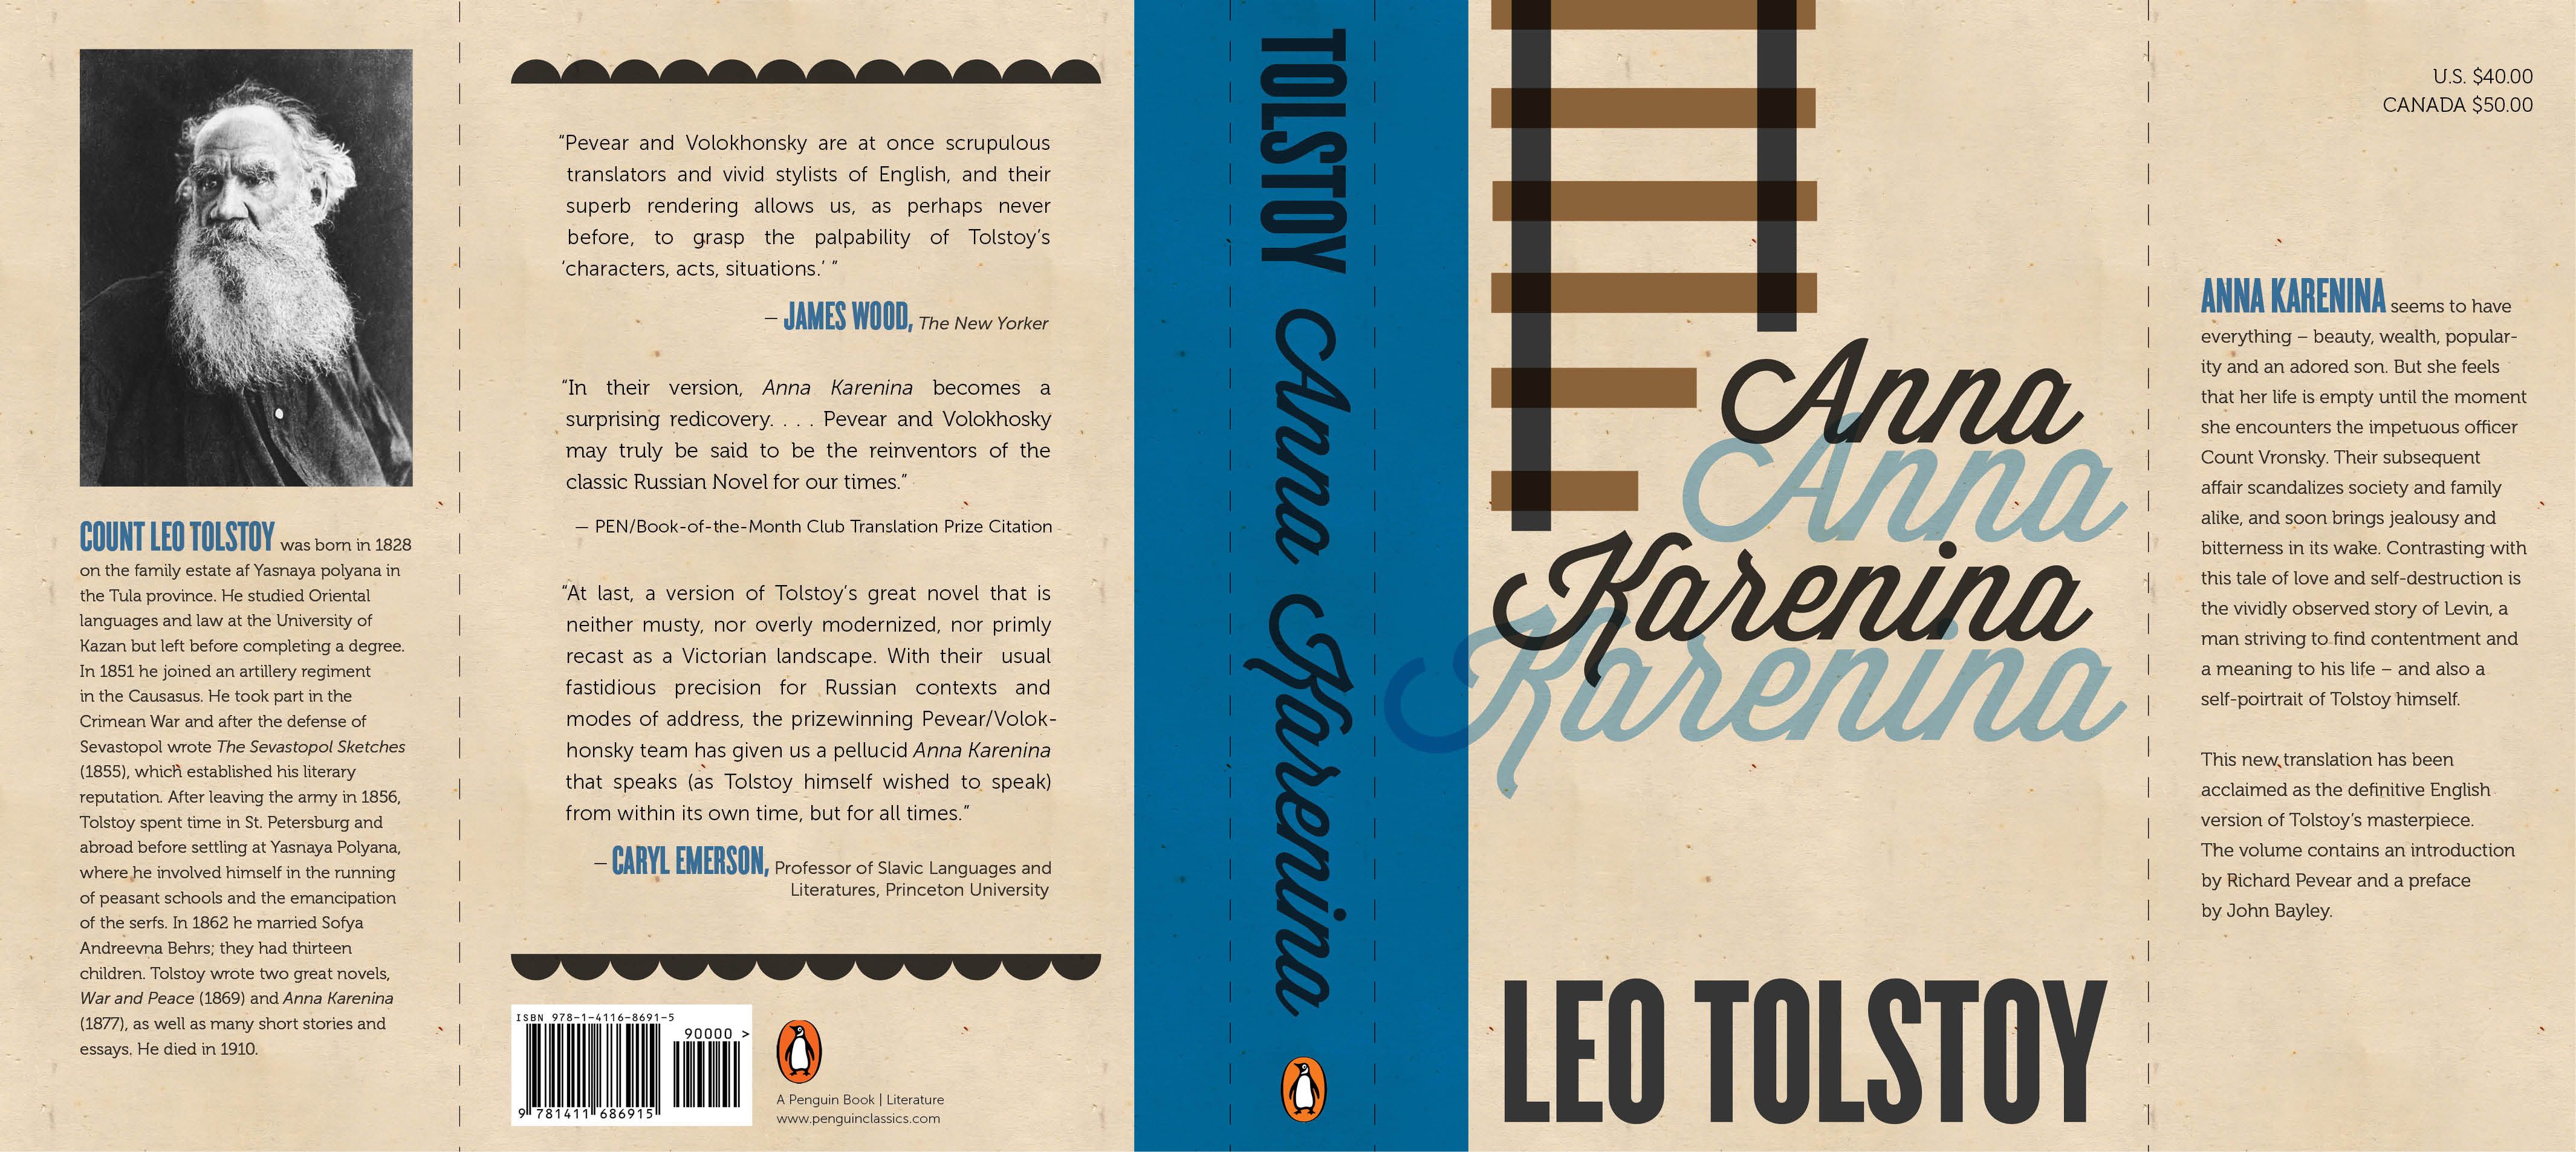 COUNT LEO TOLSTOY was born in 1828
on the family estate af Yasnaya polyana in
the Tula province. He studied Oriental
languages and law at the University of
Kazan but left before completing a degree.
In 1851 he joined an artillery regiment
in the Causasus. He took part in the
Crimean War and after the defense of
Sevastopol wrote The Sevastopol Sketches
(1855), which established his literary
reputation. After leaving the army in 1856,
Tolstoy spent time in St. Petersburg and
abroad before settling at Yasnaya Polyana,
where he involved himself in the running
of peasant schools and the emancipation
of the serfs. In 1862 he married Sofya
Andreevna Behrs; they had thirteen
children. Tolstoy wrote two great novels,
War and Peace (1869) and Anna Karenina
(1877), as well as many short stories and
essays. He died in 1910.
“Pevear and Volokhonsky are at once scrupulous
translators and vivid stylists of English, and their
superb rendering allows us, as perhaps never
before, to grasp the palpability of Tolstoy’s
‘characters, acts, situations.’ ”
– JAMES WOOD, The New Yorker
“In their version, Anna Karenina becomes a
surprising redicovery. . . . Pevear and Volokhosky
may truly be said to be the reinventors of the
classic Russian Novel for our times.”
– PEN/Book-of-the-Month Club Translation Prize Citation
“At last, a version of Tolstoy’s great novel that is
neither musty, nor overly modernized, nor primly
recast as a Victorian landscape. With their usual
fastidious precision for Russian contexts and
modes of address, the prizewinning Pevear/Volok-
honsky team has given us a pellucid Anna Karenina
that speaks (as Tolstoy himself wished to speak)
from within its own time, but for all times.”
– CARYL EMERSON, Professor of Slavic Languages and
Literatures, Princeton University
ISBN 978-1-4116-8691-5
90000 >
9 781411 686915
A Penguin Book | Literature
www.penguinclassics.com
TOLSTOY Anna Karenina
Anna
Anna
Karenina
Karenina
LEO TOLSTOY
U.S. $40.00
CANADA $50.00
ANNA KARENINA seems to have
everything – beauty, wealth, popular-
ity and an adored son. But she feels
that her life is empty until the moment
she encounters the impetuous officer
Count Vronsky. Their subsequent
affair scandalizes society and family
alike, and soon brings jealousy and
bitterness in its wake. Contrasting with
this tale of love and self-destruction is
the vividly observed story of Levin, a
man striving to find contentment and
a meaning to his life – and also a
self-poirtrait of Tolstoy himself.
This new translation has been
acclaimed as the definitive English
version of Tolstoy’s masterpiece.
The volume contains an introduction
by Richard Pevear and a preface
by John Bayley.